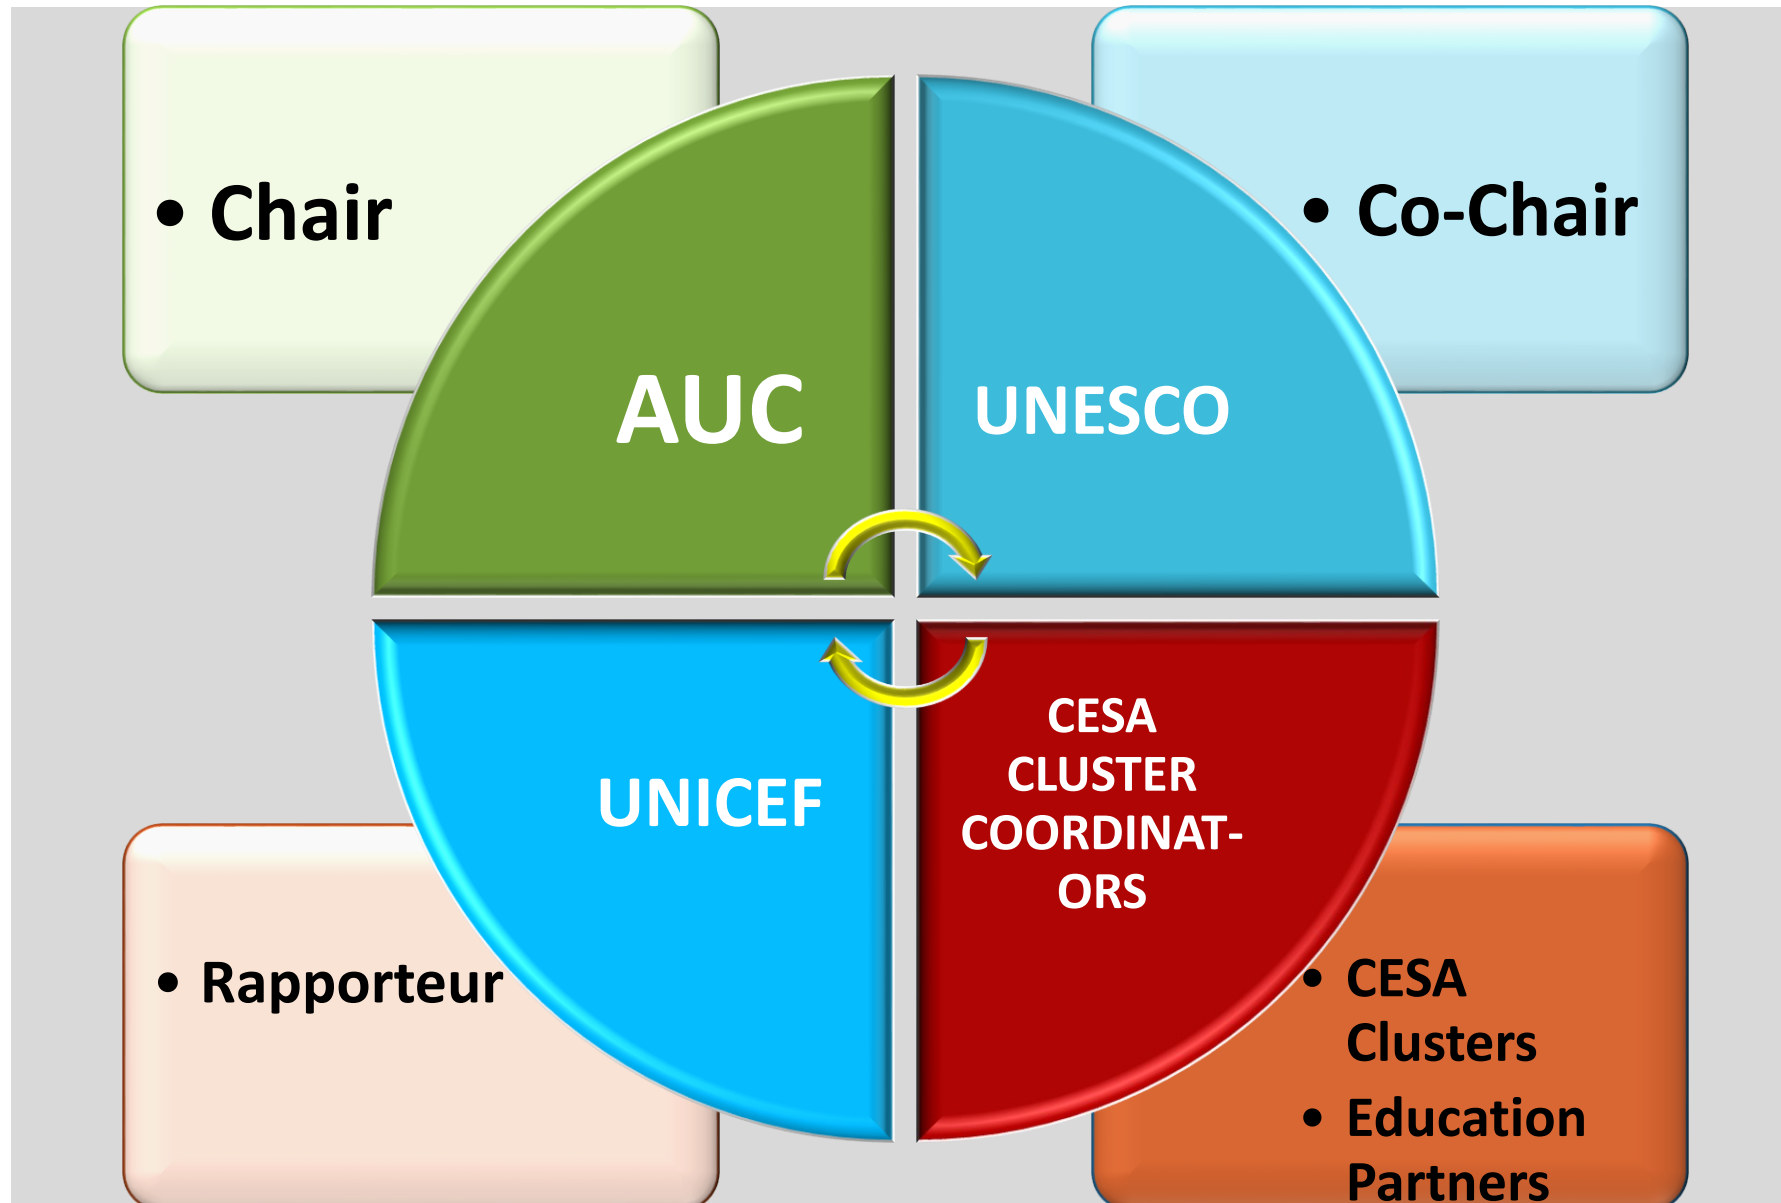 • Chair
• Co-Chair
AUC
UNESCO
UNICEF
CESA
CLUSTER
COORDINAT-
ORS
• Rapporteur
• CESA
Clusters
• Education
Partners